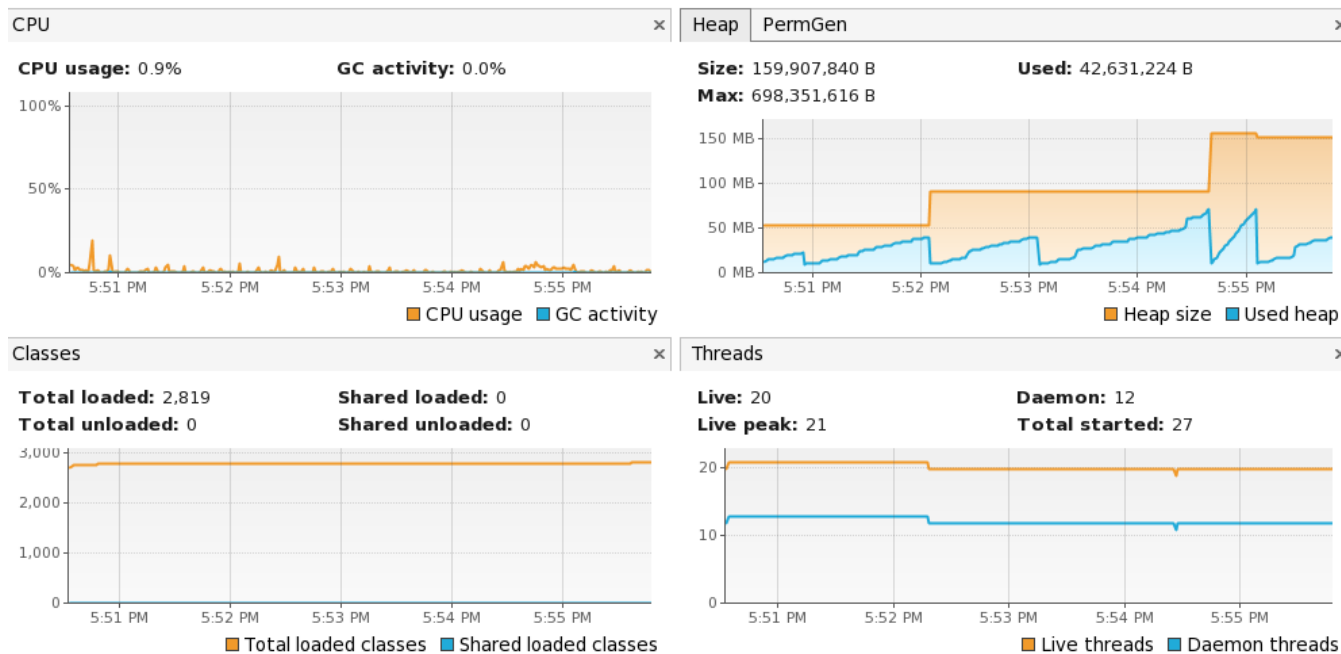 CPU ×
CPU usage: 0.9% GC activity: 0.0%
100%
50%
0%
5:51 PM 5:52 PM 5:53 PM 5:54 PM 5:55 PM
CPU usage GC activity
Heap PermGen ×
Size: 159,907,840 B Used: 42,631,224 B
Max: 698,351,616 B
150 MB
100 MB
50 MB
0 MB
5:51 PM 5:52 PM 5:53 PM 5:54 PM 5:55 PM
Heap size Used heap
Classes ×
Total loaded: 2,819 Shared loaded: 0
Total unloaded: 0 Shared unloaded: 0
3,000
2,000
1,000
0
5:51 PM 5:52 PM 5:53 PM 5:54 PM 5:55 PM
Total loaded classes Shared loaded classes
Threads ×
Live: 20 Daemon: 12
Live peak: 21 Total started: 27
20
10
0
5:51 PM 5:52 PM 5:53 PM 5:54 PM 5:55 PM
Live threads Daemon threads